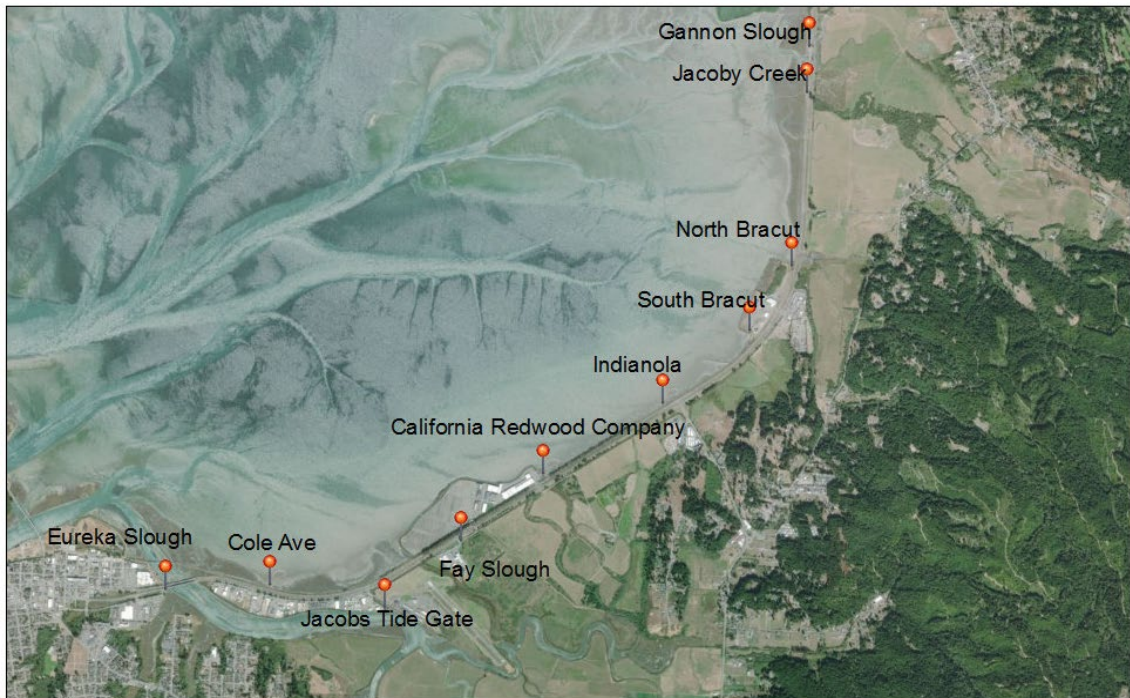 Gannon Slough
Jacoby Creek
North Bracut
South Bracut
Indianola
California Redwood Company
Eureka Slough
Cole Ave
Fay Slough
Jacobs Tide Gate